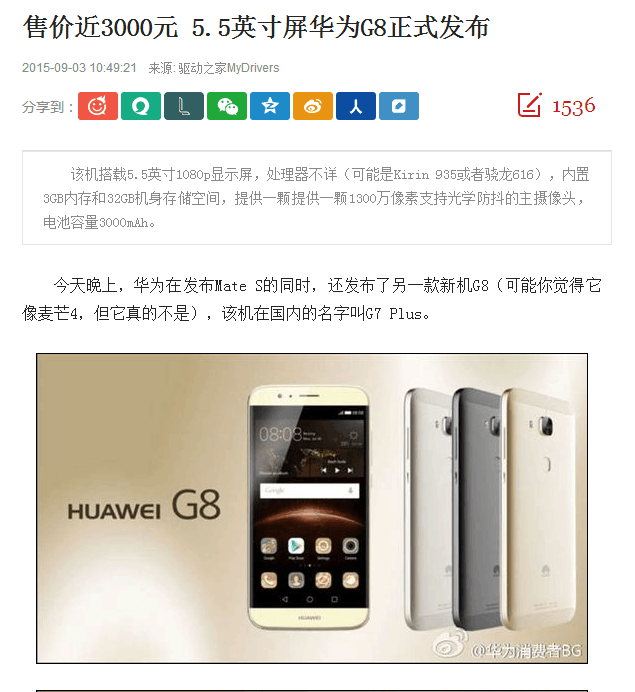 售价近3000元 5.5英寸屏华为G8正式发布
2015-09-03 10:49:21 来源: 驱动之家MyDrivers
分享到： 1536
该机搭载5.5英寸1080p显示屏，处理器不详（可能是Kirin 935或者骁龙616），内置
3GB内存和32GB机身存储空间，提供一颗提供一颗1300万像素支持光学防抖的主摄像头，
电池容量3000mAh。
今天晚上，华为在发布Mate S的同时，还发布了另一款新机G8（可能你觉得它
像麦芒4，但它真的不是），该机在国内的名字叫G7 Plus。
HUAWEI G8
08:08
Google
HUAWEI
@华为消费者BG